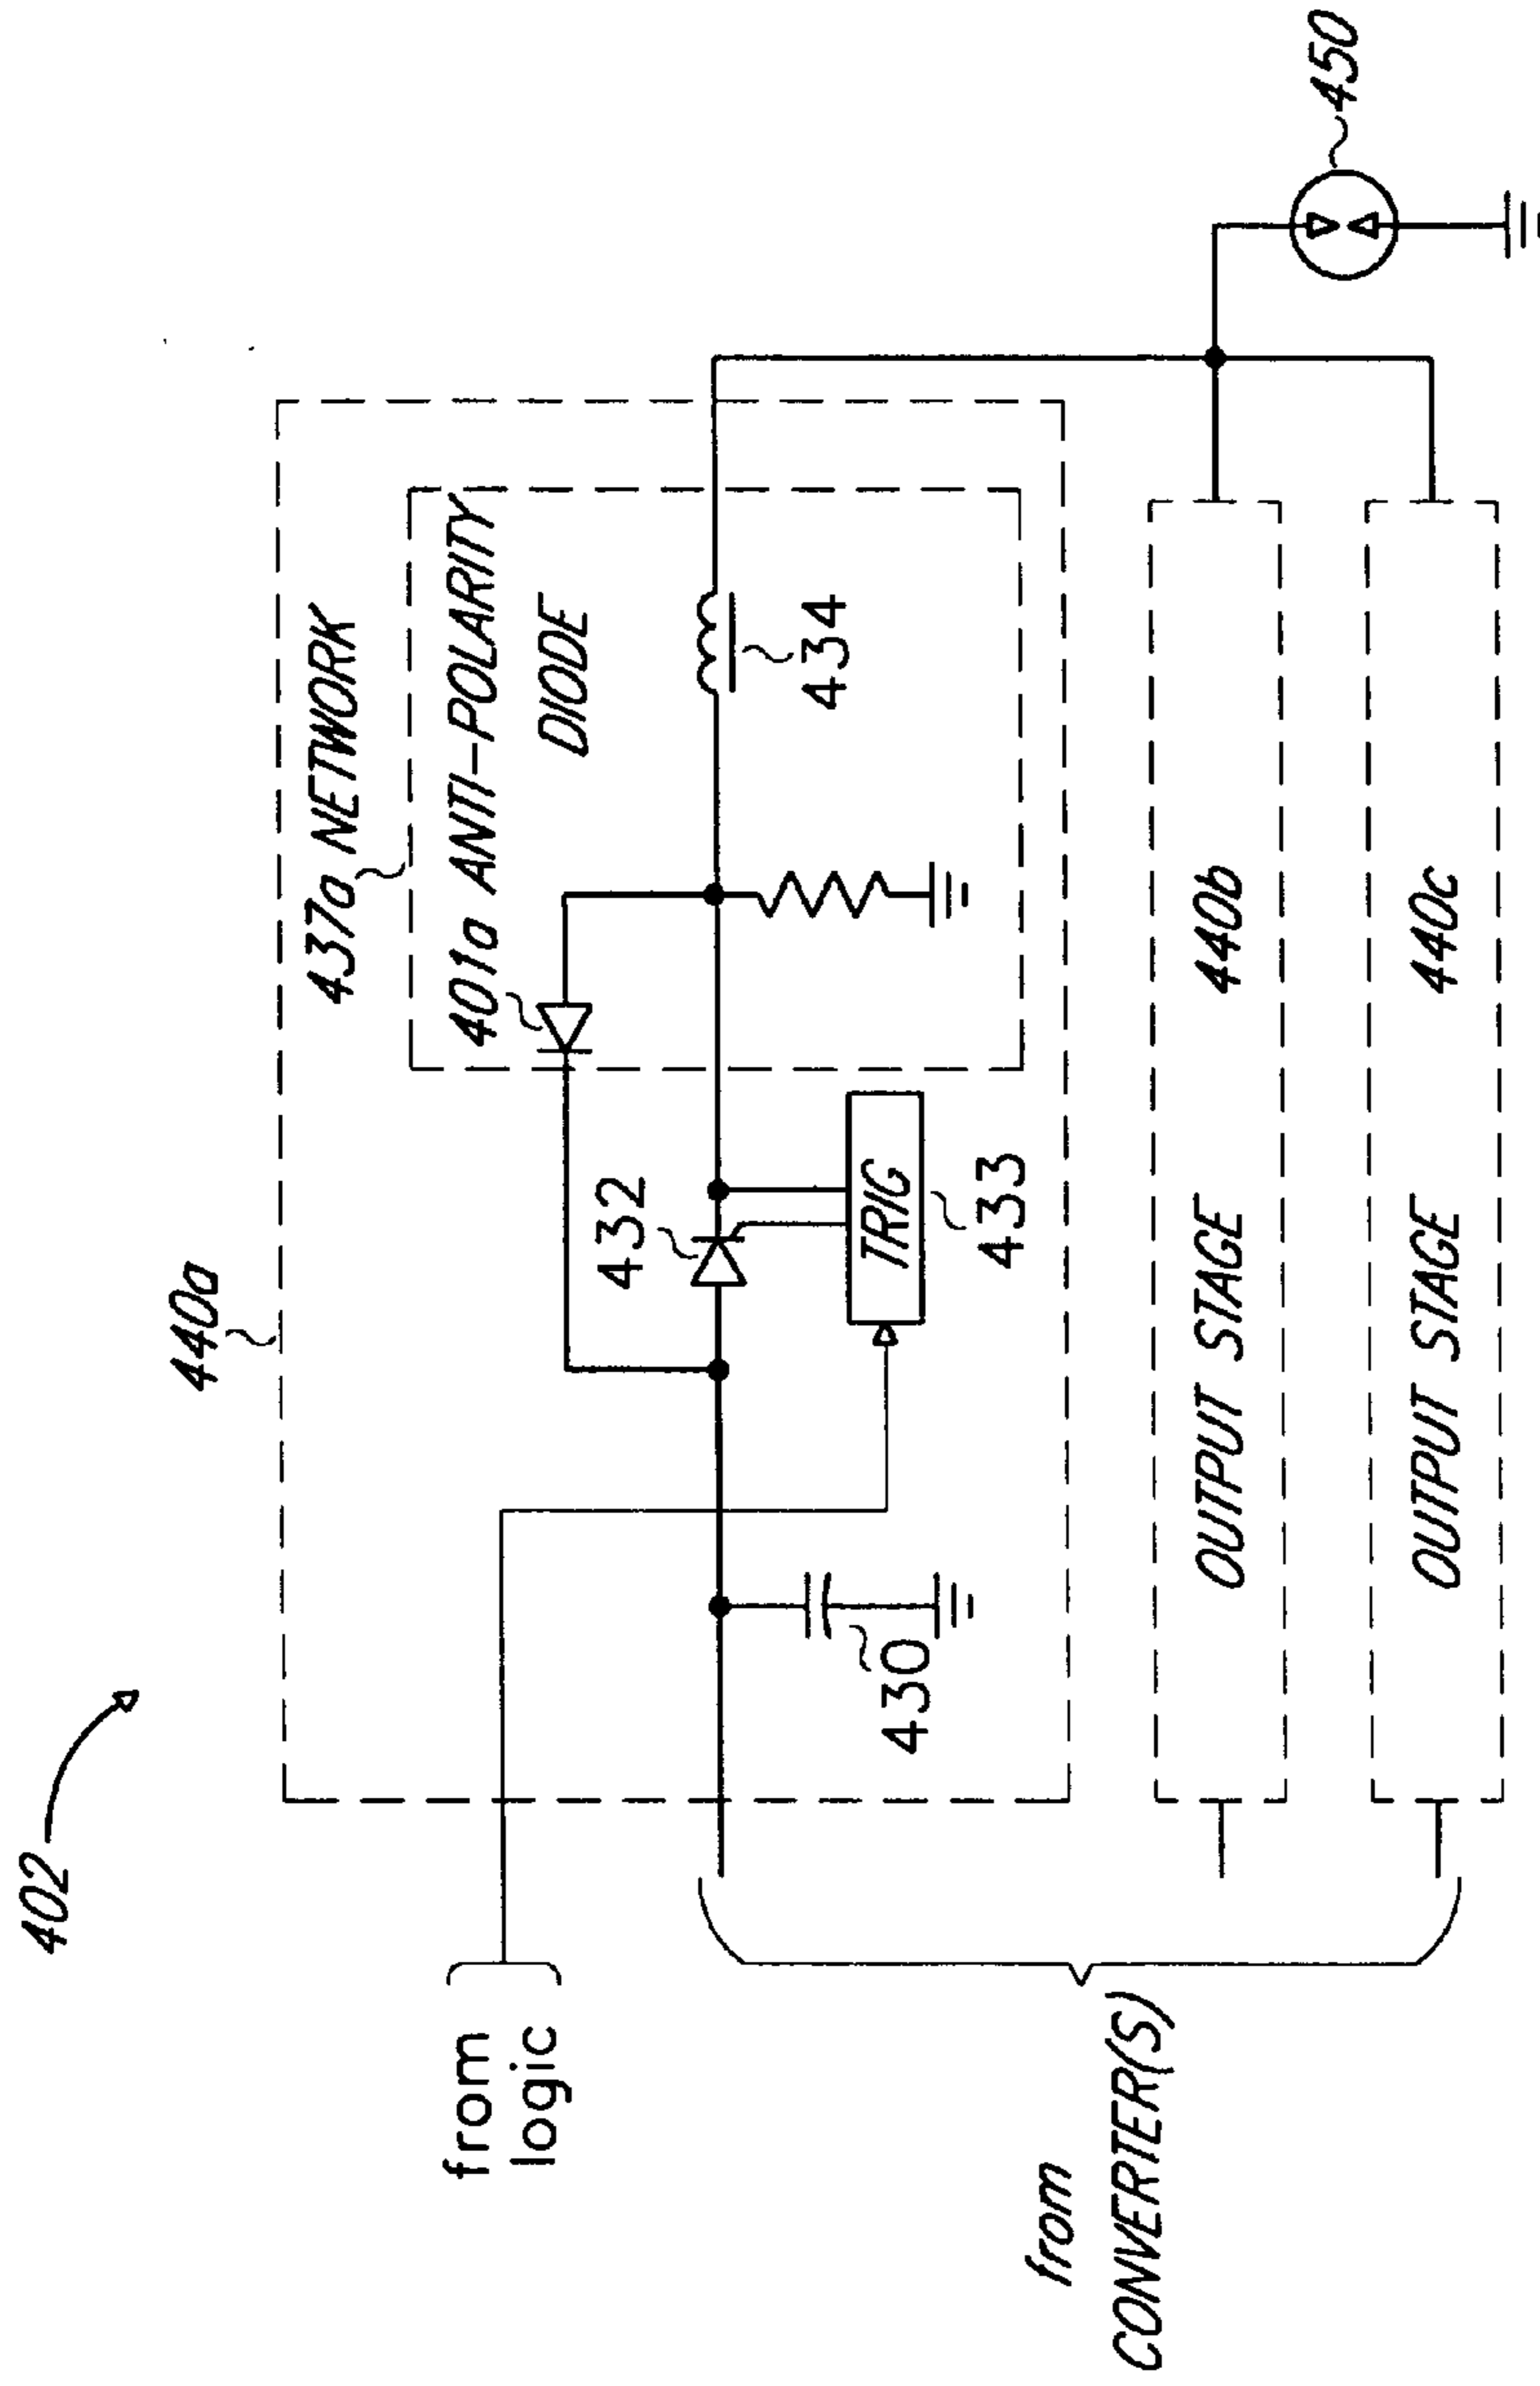 402
440a
437a NETWORK
401a ANTI-POLARITY
DIODE
from
logic
432
434
TRIG
433
430
from
CONVERTER(S)
OUTPUT STAGE 440b
OUTPUT STAGE 440c
450